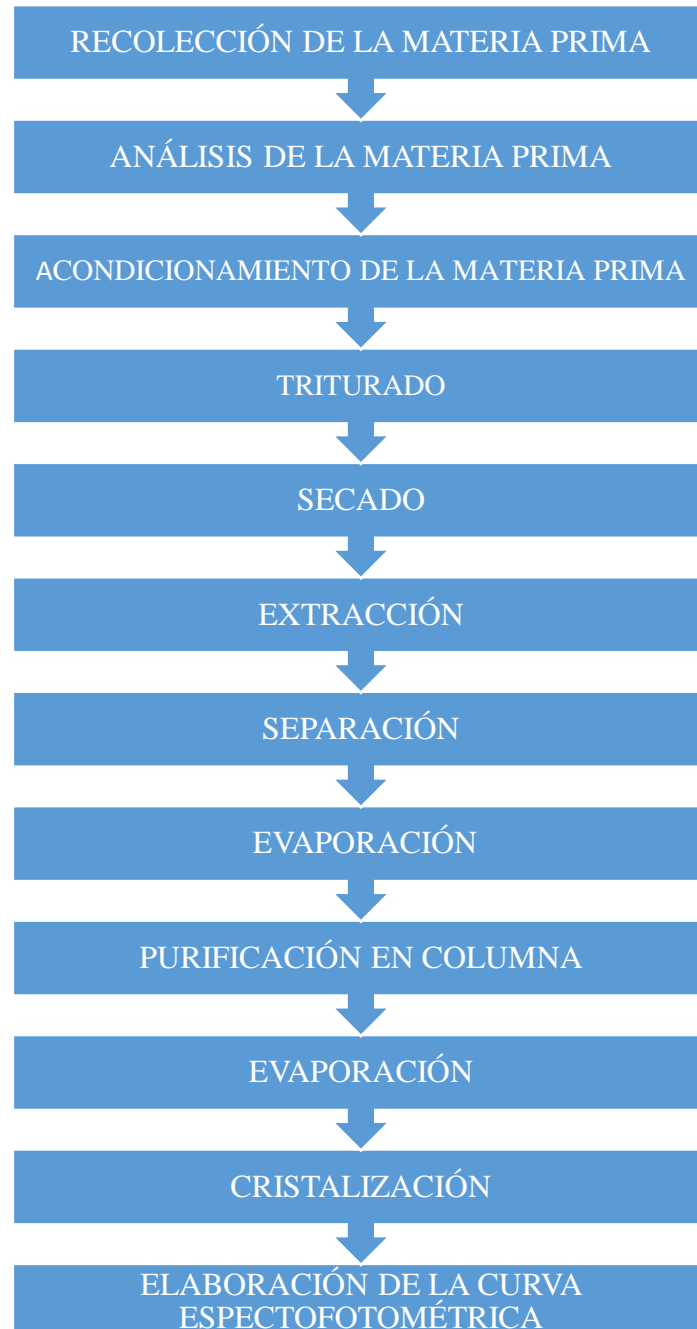 RECOLECCIÓN DE LA MATERIA PRIMA
ANÁLISIS DE LA MATERIA PRIMA
ACONDICIONAMIENTO DE LA MATERIA PRIMA
TRITURADO
SECADO
EXTRACCIÓN
SEPARACIÓN
EVAPORACIÓN
PURIFICACIÓN EN COLUMNA
EVAPORACIÓN
CRISTALIZACIÓN
ELABORACIÓN DE LA CURVA
ESPECTOFOTOMÉTRICA